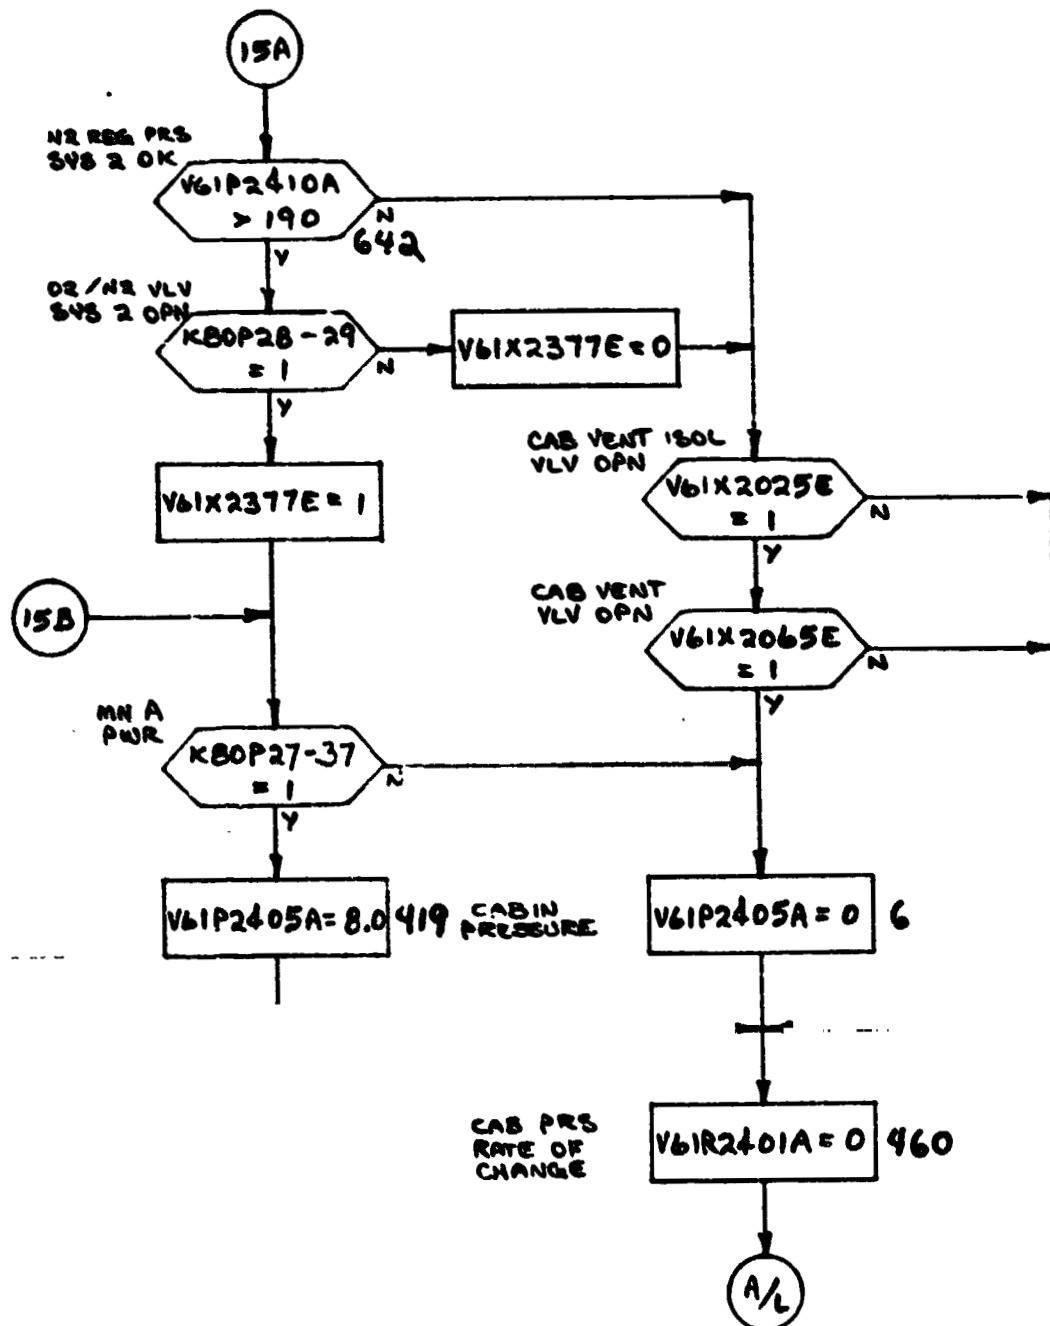 15A
N2 REG PRS
SYS 2 OK
V61P2410A
> 190
N
642
Y
O2/N2 VLV
SYS 2 OPN
K80P28-29
= 1
N
Y
V61X2377E=0
V61X2377E=1
CAB VENT ISOL
VLV OPN
V61X2025E
= 1
N
Y
15B
CAB VENT
VLV OPN
V61X2065E
= 1
N
Y
MN A
PWR
K80P27-37
= 1
N
Y
V61P2405A=8.0 419
CABIN
PRESSURE
V61P2405A=0 6
CAB PRS
RATE OF
CHANGE
V61R2401A=0 460
A/L